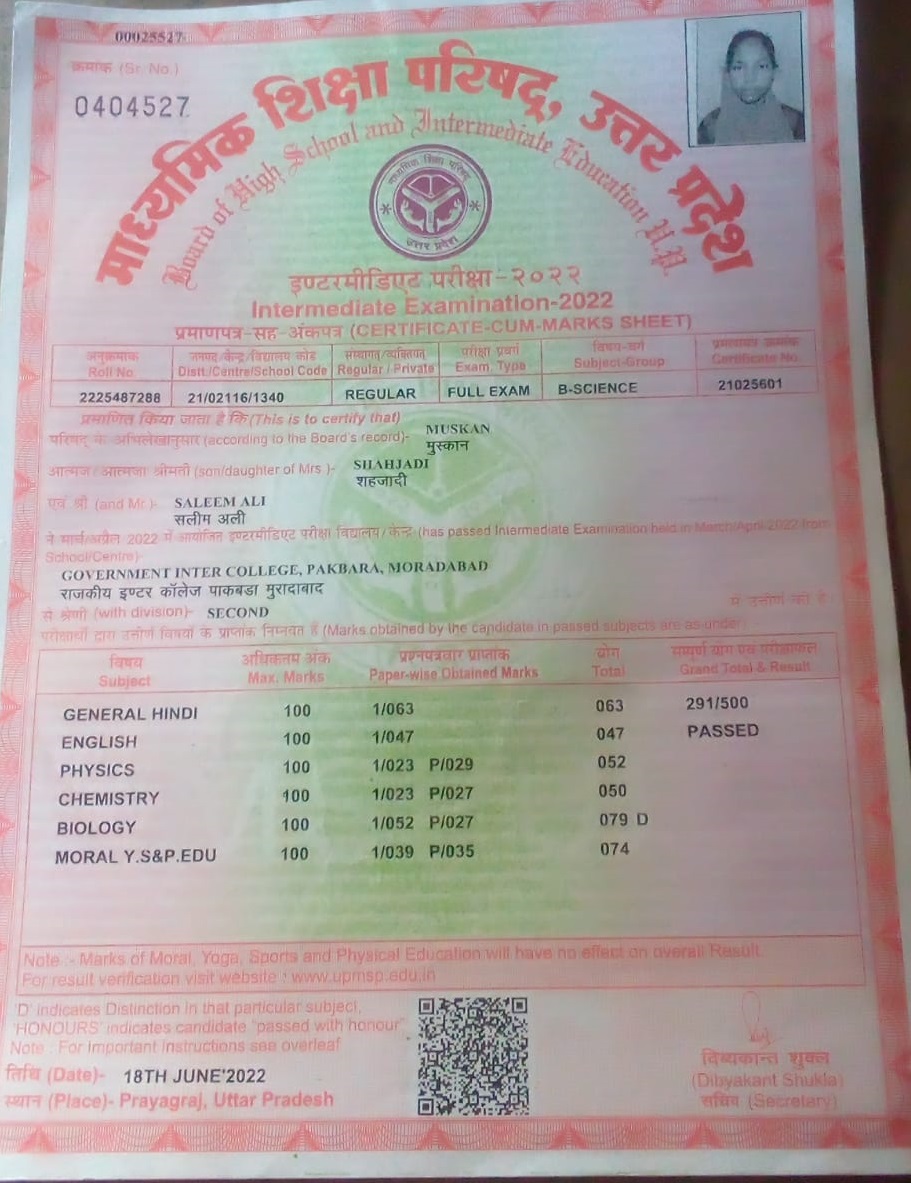 00025527
क्रमांक (Sr. No.)
0404527
माध्यमिक शिक्षा परिषद्, उत्तर प्रदेश
Board of High School and Intermediate Education U.P.
माध्यमिक शिक्षा परिषद्
उत्तर प्रदेश
इण्टरमीडिएट परीक्षा-२०२२
Intermediate Examination-2022
प्रमाणपत्र-सह-अंकपत्र (CERTIFICATE-CUM-MARKS SHEET)
अनुक्रमांक जनपद/केन्द्र/विद्यालय कोड संस्थागत/व्यक्तिगत परीक्षा प्रकार विषय-वर्ग प्रमाणपत्र क्रमांक
Roll No. Distt./Centre/School Code Regular / Private Exam. Type Subject-Group Certificate No.
2225487288 21/02116/1340 REGULAR FULL EXAM B-SCIENCE 21025601
प्रमाणित किया जाता है कि (This is to certify that)
परिषद् के अभिलेखानुसार (according to the Board's record)- MUSKAN
मुस्कान
आत्मज/आत्मजा श्रीमती (son/daughter of Mrs.)- SHAHJADI
शहजादी
एवं श्री (and Mr.)- SALEEM ALI
सलीम अली
ने मार्च/अप्रैल 2022 में आयोजित इण्टरमीडिएट परीक्षा विद्यालय/केन्द्र (has passed Intermediate Examination held in March/April 2022 from
School/Centre)-
GOVERNMENT INTER COLLEGE, PAKBARA, MORADABAD
राजकीय इण्टर कॉलेज पाकबडा मुरादाबाद
से श्रेणी (with division)- SECOND में उत्तीर्ण की है
परीक्षार्थी द्वारा उत्तीर्ण विषयों के प्राप्तांक निम्नवत हैं (Marks obtained by the candidate in passed subjects are as under)
विषय अधिकतम अंक प्रश्नपत्रवार प्राप्तांक योग सम्पूर्ण योग एवं परीक्षाफल
Subject Max. Marks Paper-wise Obtained Marks Total Grand Total & Result
GENERAL HINDI 100 1/063 063 291/500
ENGLISH 100 1/047 047 PASSED
PHYSICS 100 1/023 P/029 052
CHEMISTRY 100 1/023 P/027 050
BIOLOGY 100 1/052 P/027 079 D
MORAL Y.S&P.EDU 100 1/039 P/035 074
Note :- Marks of Moral, Yoga, Sports and Physical Education will have no effect on overall Result.
For result verification visit website : www.upmsp.edu.in
'D' indicates Distinction in that particular subject,
'HONOURS' indicates candidate "passed with honour"
Note : For important instructions see overleaf
तिथि (Date)- 18TH JUNE'2022
स्थान (Place)- Prayagraj, Uttar Pradesh
दिव्यकान्त शुक्ल
(Dibyakant Shukla)
सचिव (Secretary)